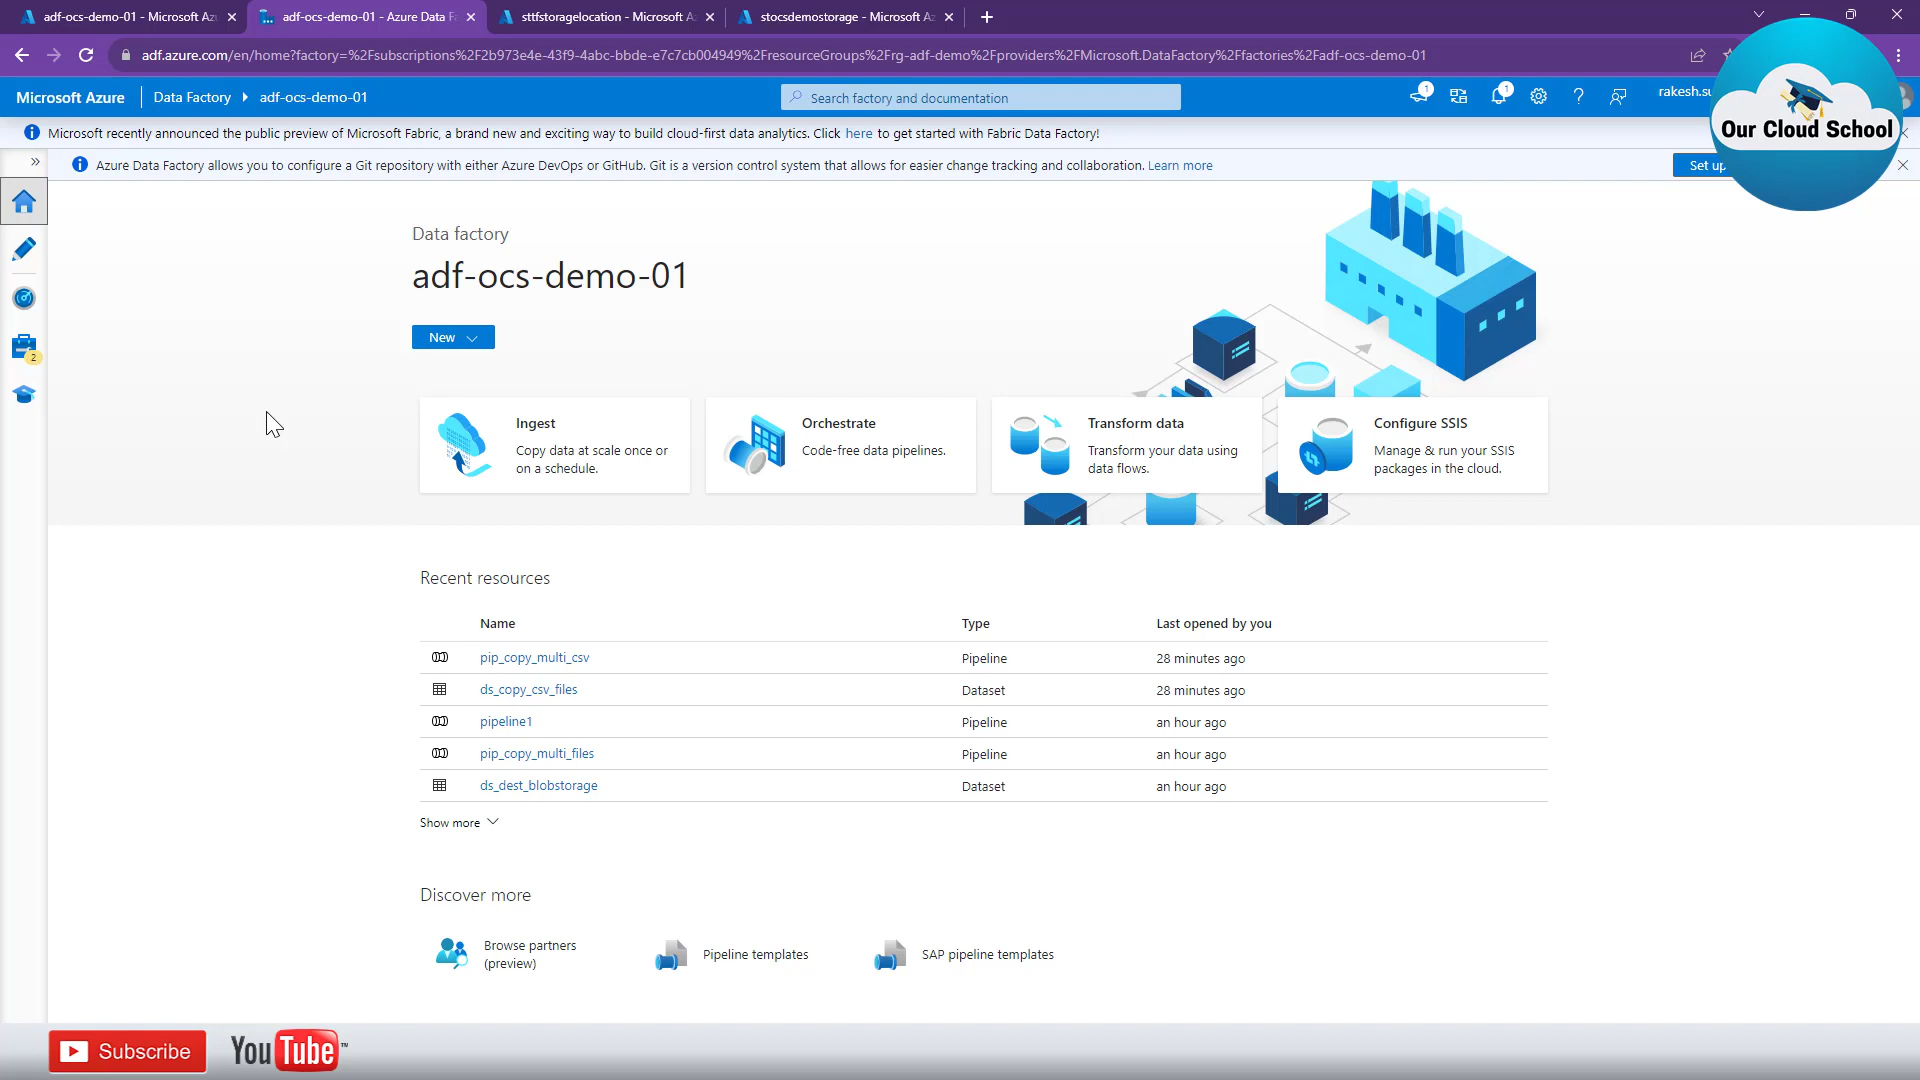 adf-ocs-demo-01 - Microsoft Az
adf-ocs-demo-01 - Azure Data F
sttfstoragelocation - Microsoft A
stocsdemostorage - Microsoft Az
adf.azure.com/en/home?factory=%2Fsubscriptions%2F2b973e4e-43f9-4abc-bbde-e7c7cb004949%2FresourceGroups%2Frg-adf-demo%2Fproviders%2FMicrosoft.DataFactory%2Ffactories%2Fadf-ocs-demo-01
Microsoft Azure
Data Factory
adf-ocs-demo-01
Search factory and documentation
1
1
rakesh.su
Our Cloud School
Microsoft recently announced the public preview of Microsoft Fabric, a brand new and exciting way to build cloud-first data analytics. Click here to get started with Fabric Data Factory!
Azure Data Factory allows you to configure a Git repository with either Azure DevOps or GitHub. Git is a version control system that allows for easier change tracking and collaboration. Learn more
Set up
2
Data factory
adf-ocs-demo-01
New
Ingest
Copy data at scale once or
on a schedule.
Orchestrate
Code-free data pipelines.
Transform data
Transform your data using
data flows.
Configure SSIS
Manage & run your SSIS
packages in the cloud.
Recent resources
Name Type Last opened by you
pip_copy_multi_csv Pipeline 28 minutes ago
ds_copy_csv_files Dataset 28 minutes ago
pipeline1 Pipeline an hour ago
pip_copy_multi_files Pipeline an hour ago
ds_dest_blobstorage Dataset an hour ago
Show more
Discover more
Browse partners
(preview)
Pipeline templates
SAP pipeline templates
Subscribe
YouTube™